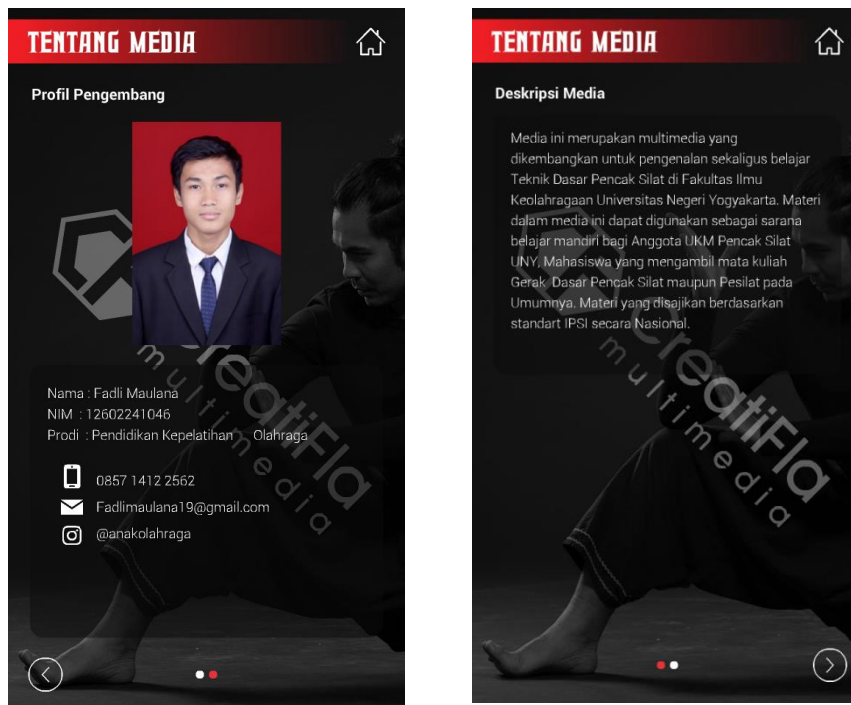 TENTANG MEDIA
Profil Pengembang
Nama : Fadli Maulana
NIM : 12602241046
Prodi : Pendidikan Kepelatihan Olahraga
0857 1412 2562
Fadlimaulana19@gmail.com
@anakolahraga
creatiFla
multimedia
TENTANG MEDIA
Deskripsi Media
Media ini merupakan multimedia yang
dikembangkan untuk pengenalan sekaligus belajar
Teknik Dasar Pencak Silat di Fakultas Ilmu
Keolahragaan Universitas Negeri Yogyakarta. Materi
dalam media ini dapat digunakan sebagai sarana
belajar mandiri bagi Anggota UKM Pencak Silat
UNY, Mahasiswa yang mengambil mata kuliah
Gerak Dasar Pencak Silat maupun Pesilat pada
Umumnya. Materi yang disajikan berdasarkan
standart IPSI secara Nasional.
creatiFla
multimedia